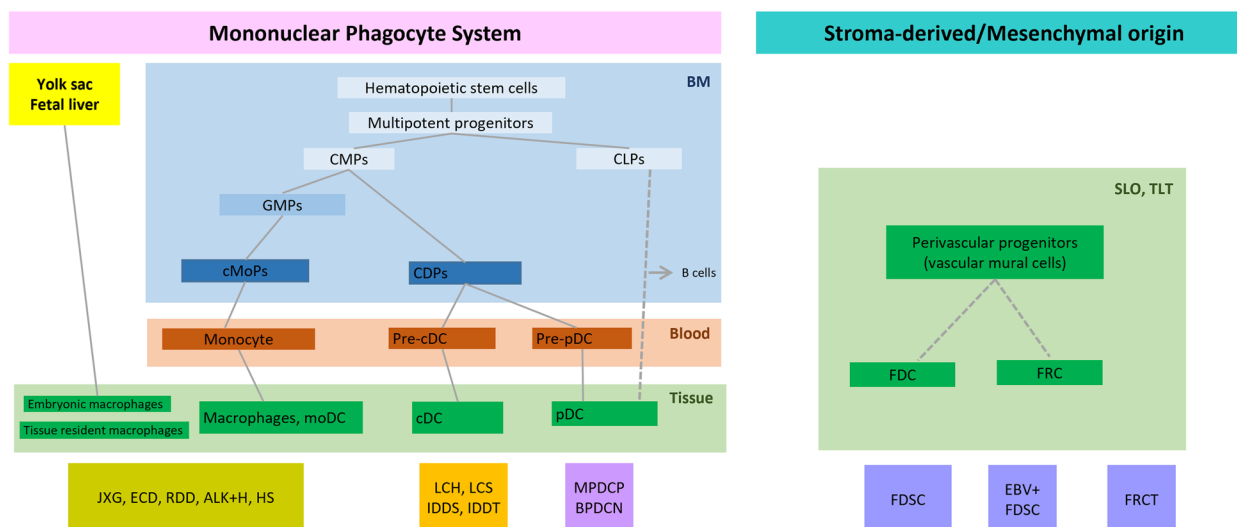 Mononuclear Phagocyte System
Stroma-derived/Mesenchymal origin
Yolk sac
Fetal liver
BM
Hematopoietic stem cells
Multipotent progenitors
CMPs
CLPs
GMPs
cMoPs
CDPs
B cells
Blood
Monocyte
Pre-cDC
Pre-pDC
Tissue
Embryonic macrophages
Tissue resident macrophages
Macrophages, moDC
cDC
pDC
JXG, ECD, RDD, ALK+H, HS
LCH, LCS
IDDS, IDDT
MPDCP
BPDCN
SLO, TLT
Perivascular progenitors
(vascular mural cells)
FDC
FRC
FDSC
EBV+
FDSC
FRCT